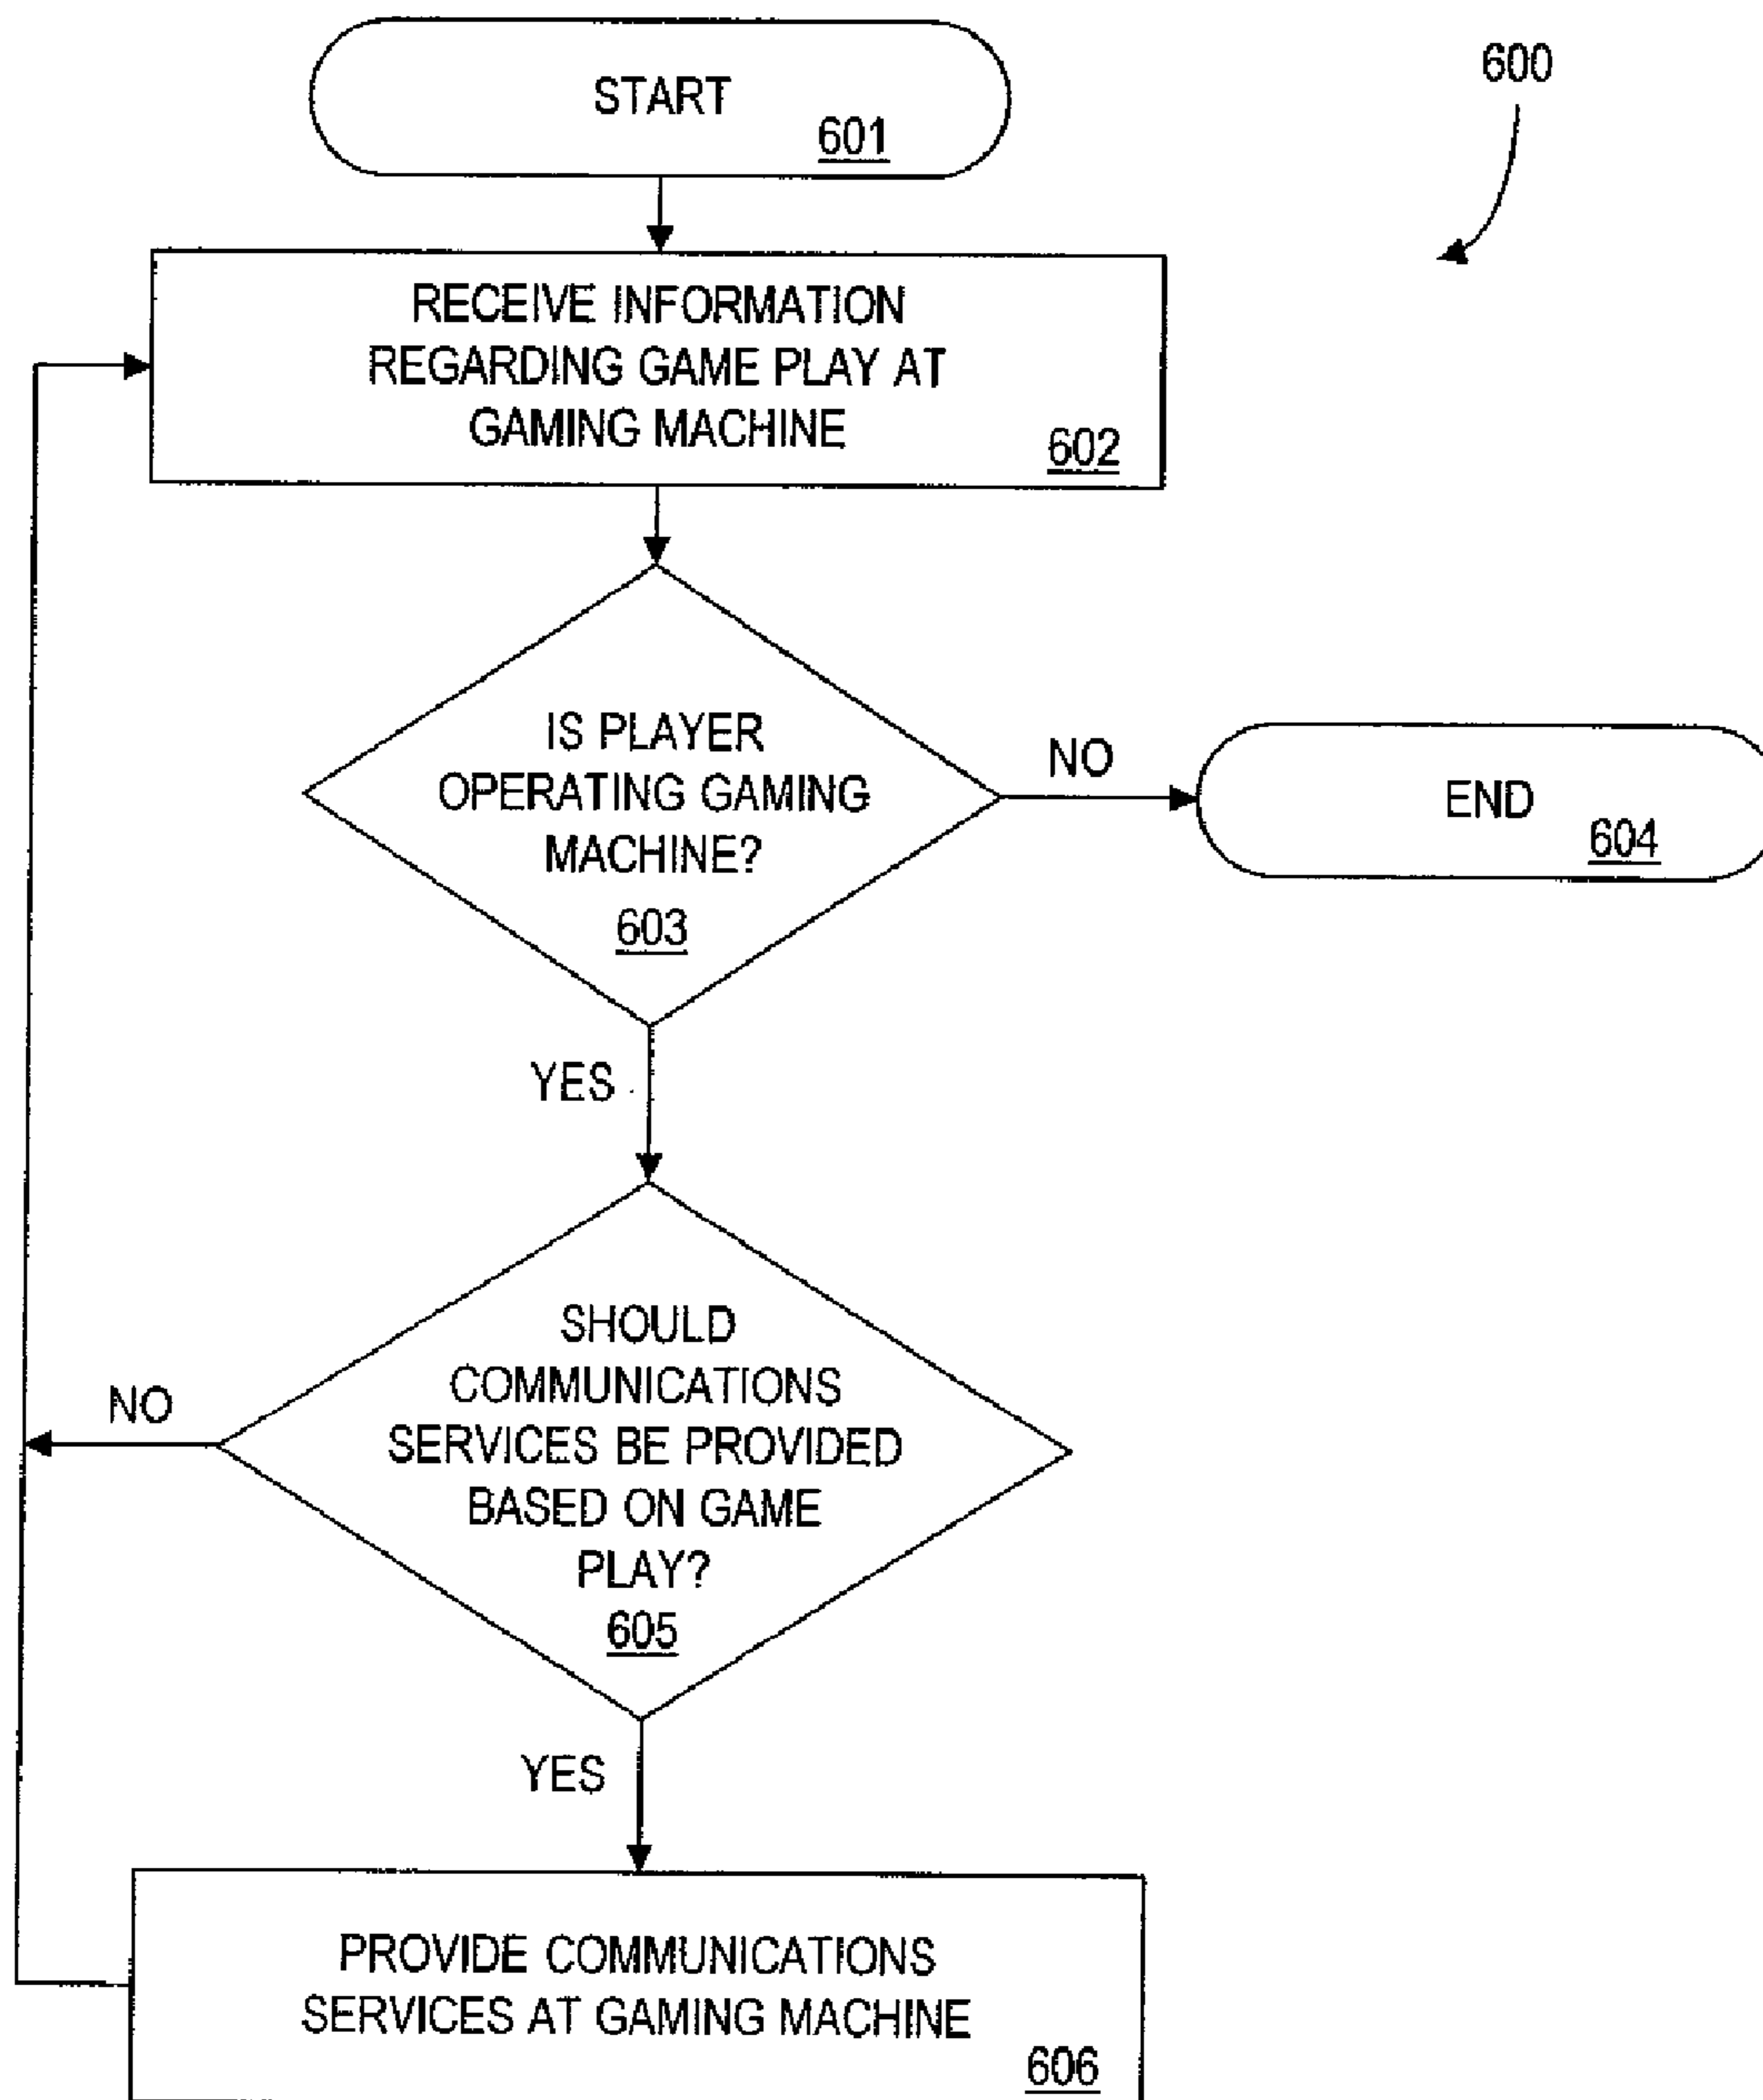 START
601
600
RECEIVE INFORMATION
REGARDING GAME PLAY AT
GAMING MACHINE
602
IS PLAYER
OPERATING GAMING
MACHINE?
603
NO
END
604
YES
SHOULD
COMMUNICATIONS
SERVICES BE PROVIDED
BASED ON GAME
PLAY?
605
NO
YES
PROVIDE COMMUNICATIONS
SERVICES AT GAMING MACHINE
606